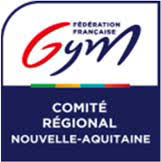 FÉDÉRATION
FRANÇAISE
Gym
COMITÉ
RÉGIONAL
NOUVELLE-AQUITAINE